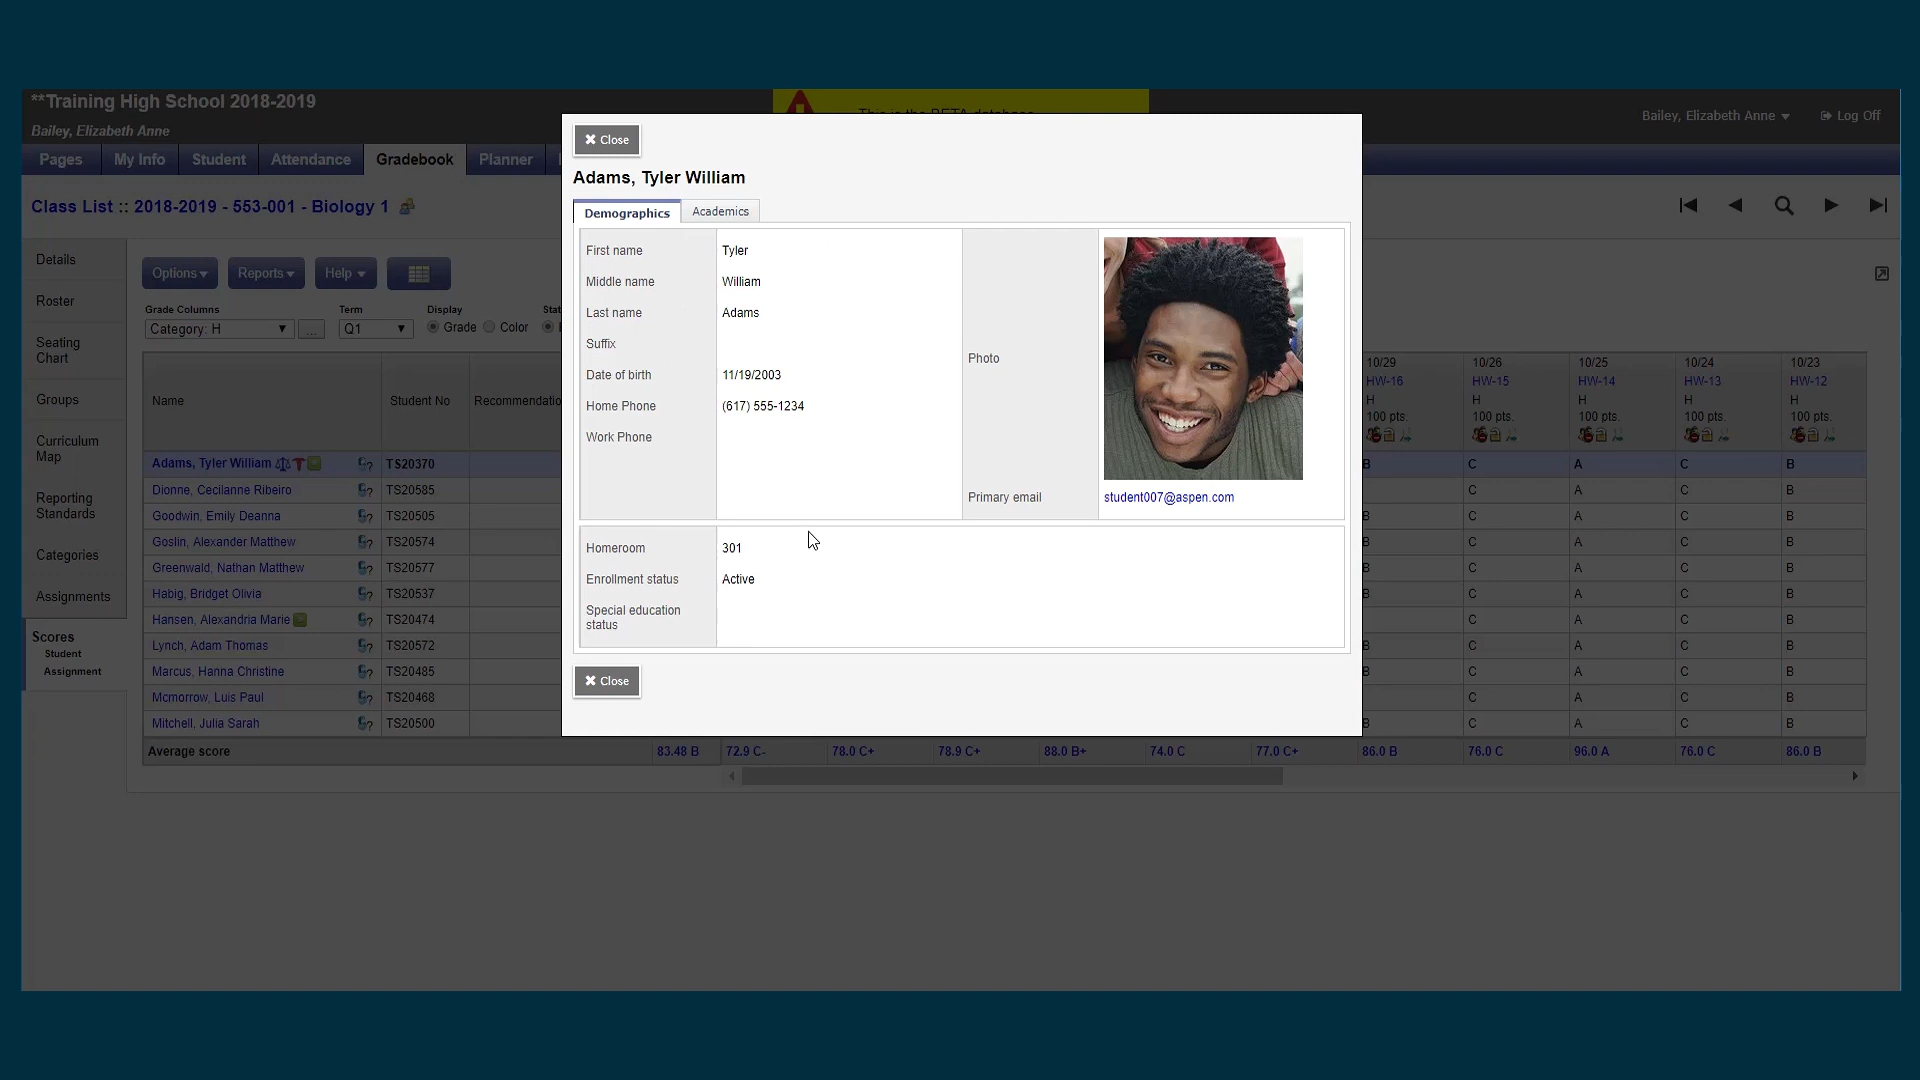 **Training High School 2018-2019
Bailey, Elizabeth Anne
Bailey, Elizabeth Anne
Log Off
Pages
My Info
Student
Attendance
Gradebook
Planner
Class List :: 2018-2019 - 553-001 - Biology 1
Details
Roster
Seating
Chart
Groups
Curriculum
Map
Reporting
Standards
Categories
Assignments
Scores
Student
Assignment
Options
Reports
Help
Grade Columns
Category: H
...
Term
Q1
Display
Grade
Color
Name
Student No
Adams, Tyler William TS20370
Dionne, Cecilanne Ribeiro TS20585
Goodwin, Emily Deanna TS20505
Goslin, Alexander Matthew TS20574
Greenwald, Nathan Matthew TS20577
Habig, Bridget Olivia TS20537
Hansen, Alexandria Marie TS20474
Lynch, Adam Thomas TS20572
Marcus, Hanna Christine TS20485
Mcmorrow, Luis Paul TS20468
Mitchell, Julia Sarah TS20500
Average score 83.48 B 72.9 C- 78.0 C+ 78.9 C+ 88.0 B+ 74.0 C 77.0 C+ 86.0 B 76.0 C 96.0 A 76.0 C 86.0 B
Close
Adams, Tyler William
Demographics
Academics
First name Tyler
Middle name William
Last name Adams
Suffix
Date of birth 11/19/2003
Home Phone (617) 555-1234
Work Phone
Photo
Primary email student007@aspen.com
Homeroom 301
Enrollment status Active
Special education
status
Close
10/29 10/26 10/25 10/24 10/23
HW-16 HW-15 HW-14 HW-13 HW-12
H H H H H
100 pts. 100 pts. 100 pts. 100 pts. 100 pts.
B C A C B
C A C B
B C A C B
B C A C B
B C A C B
B C A C B
C A C B
B C A C B
B C A C B
B C A C B
B C A C B